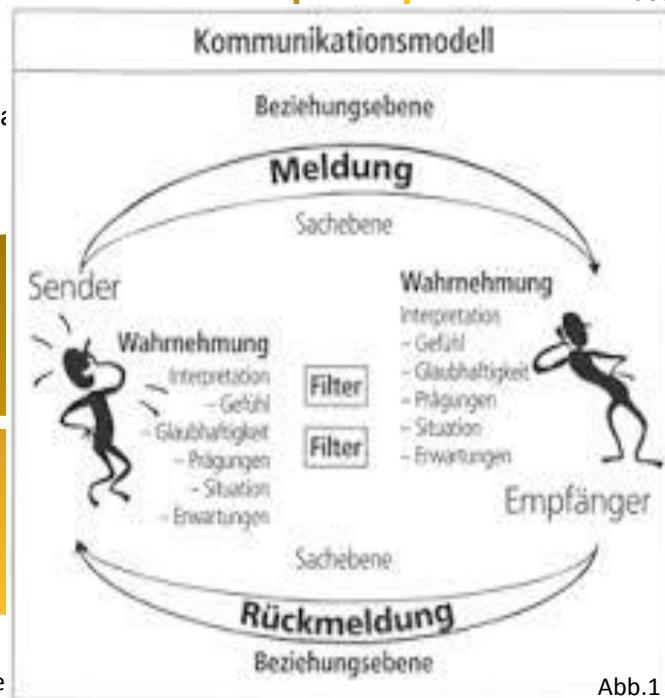 Kommunikationsmodell
Beziehungsebene
Meldung
Sachebene
Sender
Wahrnehmung
Interpretation
– Gefühl
– Glaubhaftigkeit
– Prägungen
– Situation
– Erwartungen
Filter
Filter
Wahrnehmung
Interpretation
– Gefühl
– Glaubhaftigkeit
– Prägungen
– Situation
– Erwartungen
Empfänger
Sachebene
Rückmeldung
Beziehungsebene
Abb.1